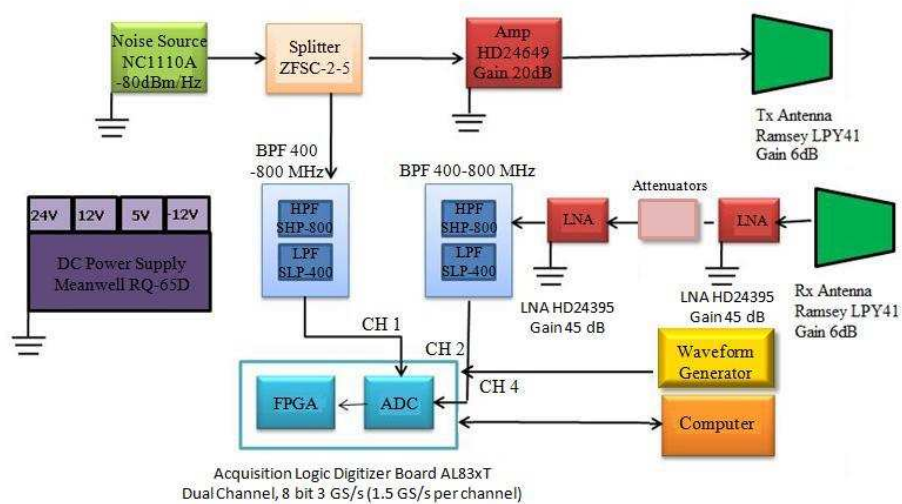 Noise Source
NC1110A
-80dBm/Hz
Splitter
ZFSC-2-5
Amp
HD24649
Gain 20dB
Tx Antenna
Ramsey LPY41
Gain 6dB
BPF 400
-800 MHz
BPF 400-800 MHz
HPF
SHP-800
LPF
SLP-400
HPF
SHP-800
LPF
SLP-400
LNA
Attenuators
LNA
24V
12V
5V
-12V
DC Power Supply
Meanwell RQ-65D
LNA HD24395
Gain 45 dB
LNA HD24395
Gain 45 dB
Rx Antenna
Ramsey LPY41
Gain 6dB
CH 1
CH 2
CH 4
Waveform
Generator
FPGA
ADC
Computer
Acquisition Logic Digitizer Board AL83xT
Dual Channel, 8 bit 3 GS/s (1.5 GS/s per channel)